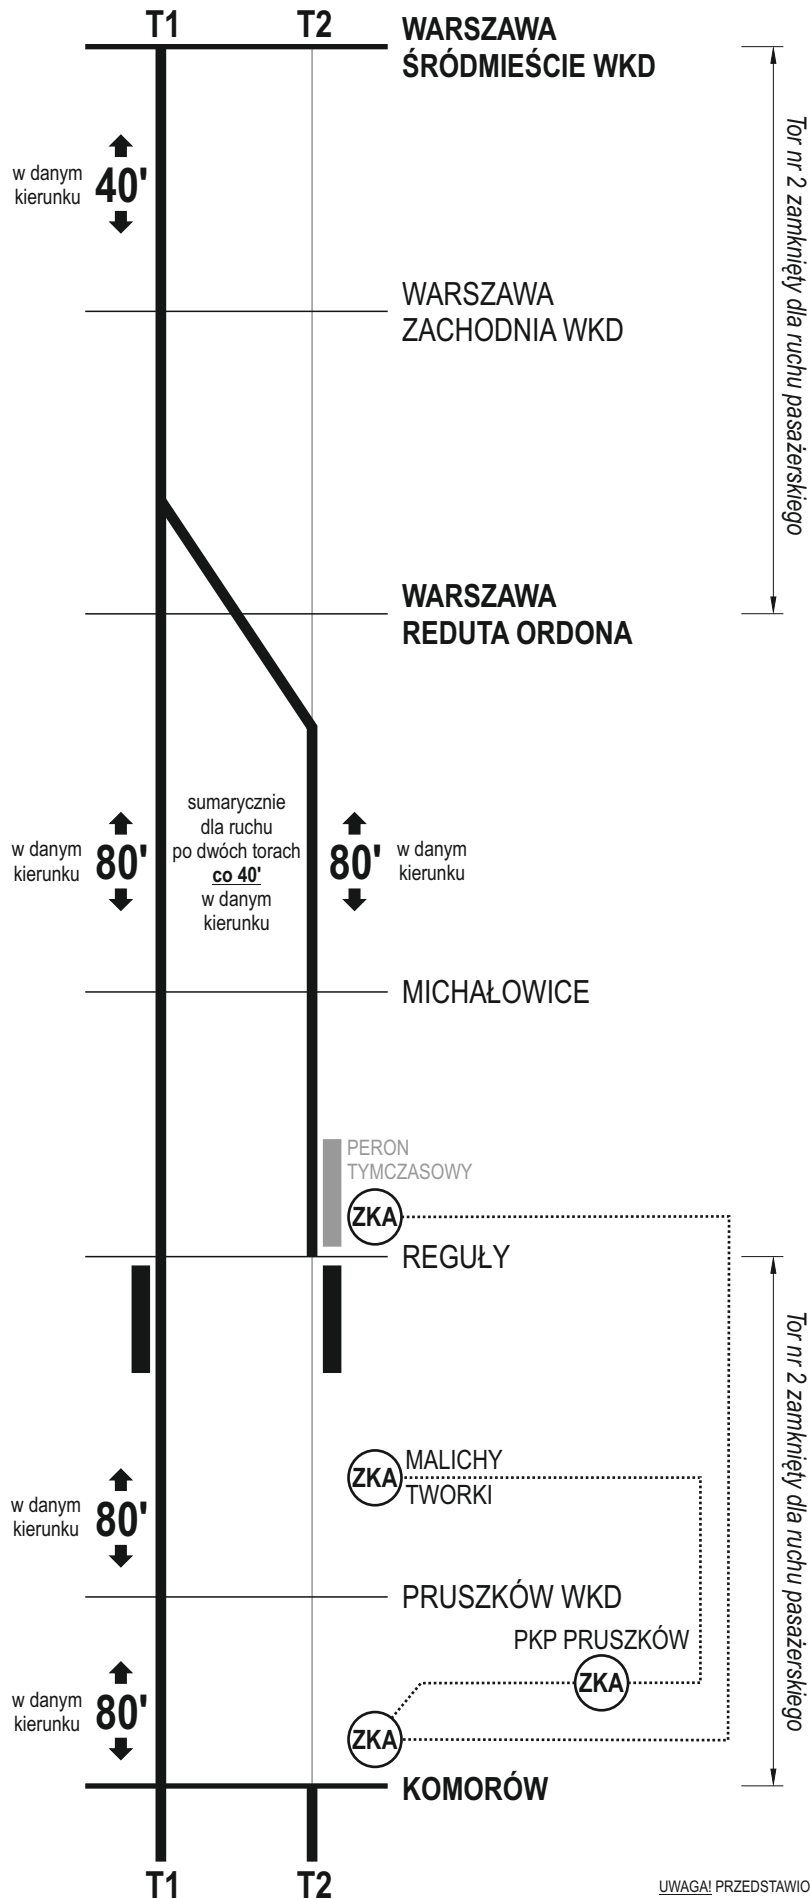 T1
T2
WARSZAWA
ŚRÓDMIEŚCIE WKD
w danym
kierunku
40'
Tor nr 2 zamknięty dla ruchu pasażerskiego
WARSZAWA
ZACHODNIA WKD
WARSZAWA
REDUTA ORDONA
w danym
kierunku
80'
sumarycznie
dla ruchu
po dwóch torach
co 40'
w danym
kierunku
80'
w danym
kierunku
MICHAŁOWICE
PERON
TYMCZASOWY
ZKA
REGUŁY
Tor nr 2 zamknięty dla ruchu pasażerskiego
ZKA
MALICHY
TWORKI
w danym
kierunku
80'
PRUSZKÓW WKD
PKP PRUSZKÓW
ZKA
w danym
kierunku
80'
ZKA
KOMORÓW
T1
T2
UWAGA! PRZEDSTAWIO